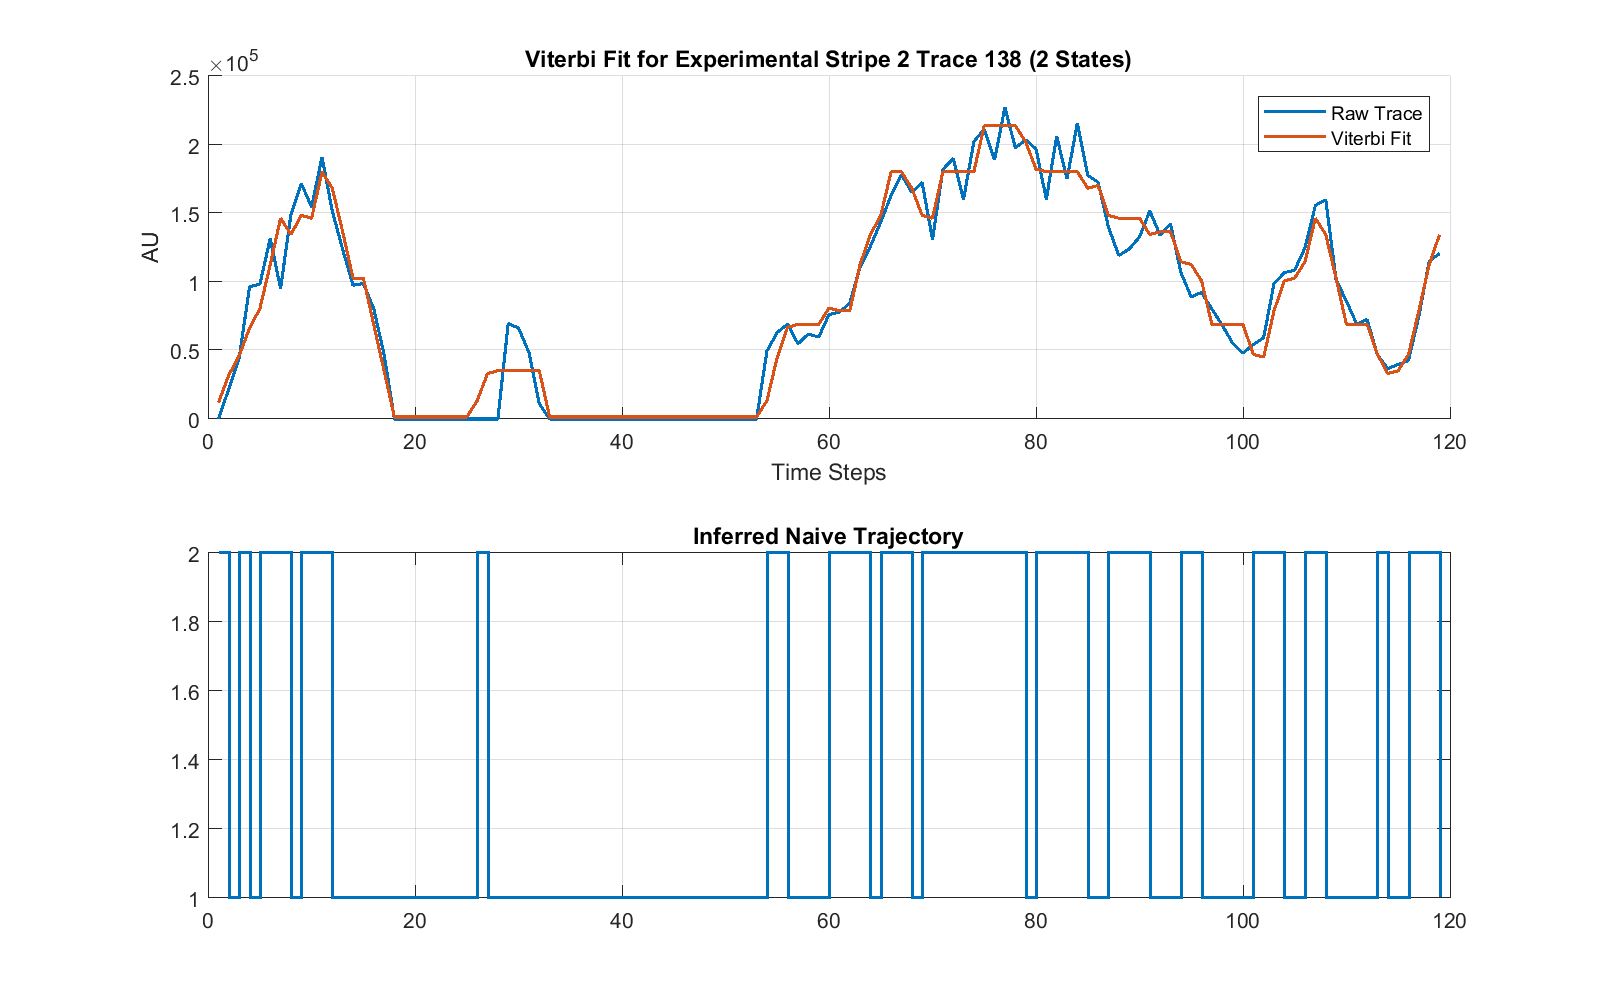 Viterbi Fit for Experimental Stripe 2 Trace 138 (2 States)
×10^5
2.5
2
1.5
1
0.5
0
AU
Raw Trace
Viterbi Fit
0 20 40 60 80 100 120
Time Steps
Inferred Naive Trajectory
2
1.8
1.6
1.4
1.2
1
0 20 40 60 80 100 120